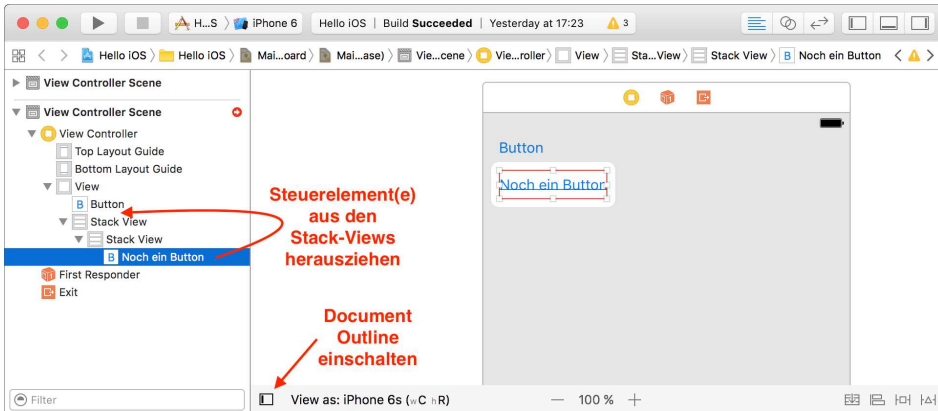 H...S 〉 iPhone 6
Hello iOS | Build Succeeded | Yesterday at 17:23
3
Hello iOS 〉 Hello iOS 〉 Mai...oard 〉 Mai...ase) 〉 Vie...cene 〉 Vie...roller 〉 View 〉 Sta...View 〉 Stack View 〉 B Noch ein Button
View Controller Scene
View Controller Scene
View Controller
Top Layout Guide
Bottom Layout Guide
View
B Button
Stack View
Stack View
B Noch ein Button
First Responder
Exit
Filter
Steuerelement(e)
aus den
Stack-Views
herausziehen
Document
Outline
einschalten
Button
Noch ein Button
View as: iPhone 6s (wC hR)
— 100 % +